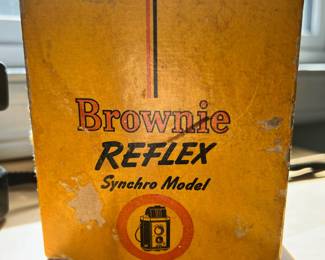 Brownie
REFLEX
Synchro Model